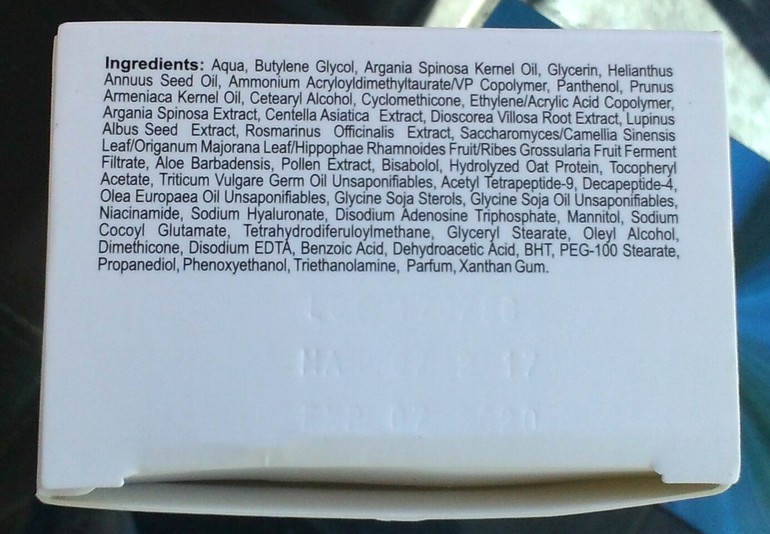 Ingredients: Aqua, Butylene Glycol, Argania Spinosa Kernel Oil, Glycerin, Helianthus
Annuus Seed Oil, Ammonium Acryloyldimethyltaurate/VP Copolymer, Panthenol, Prunus
Armeniaca Kernel Oil, Cetearyl Alcohol, Cyclomethicone, Ethylene/Acrylic Acid Copolymer,
Argania Spinosa Extract, Centella Asiatica Extract, Dioscorea Villosa Root Extract, Lupinus
Albus Seed Extract, Rosmarinus Officinalis Extract, Saccharomyces/Camellia Sinensis
Leaf/Origanum Majorana Leaf/Hippophae Rhamnoides Fruit/Ribes Grossularia Fruit Ferment
Filtrate, Aloe Barbadensis, Pollen Extract, Bisabolol, Hydrolyzed Oat Protein, Tocopheryl
Acetate, Triticum Vulgare Germ Oil Unsaponifiables, Acetyl Tetrapeptide-9, Decapeptide-4,
Olea Europaea Oil Unsaponifiables, Glycine Soja Sterols, Glycine Soja Oil Unsaponifiables,
Niacinamide, Sodium Hyaluronate, Disodium Adenosine Triphosphate, Mannitol, Sodium
Cocoyl Glutamate, Tetrahydrodiferuloylmethane, Glyceryl Stearate, Oleyl Alcohol,
Dimethicone, Disodium EDTA, Benzoic Acid, Dehydroacetic Acid, BHT, PEG-100 Stearate,
Propanediol, Phenoxyethanol, Triethanolamine, Parfum, Xanthan Gum.
17
EXP 07